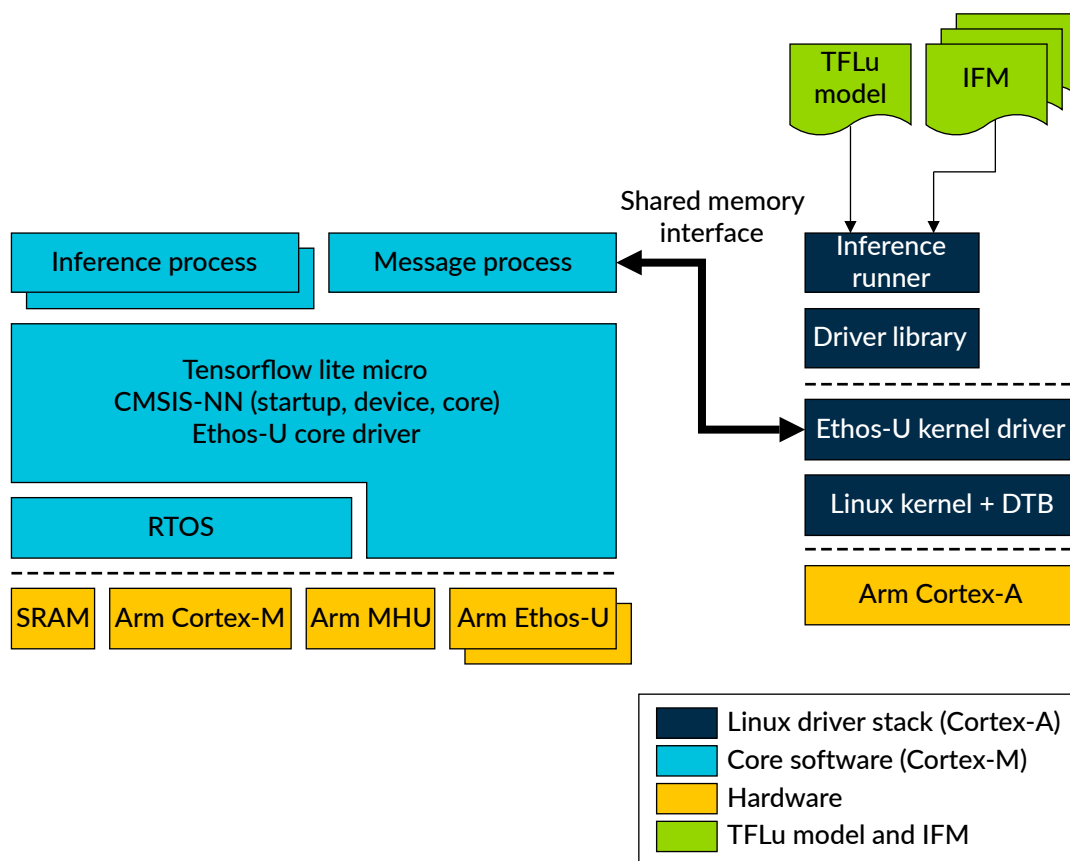 TFLu
model
IFM
Shared memory
interface
Inference process
Message process
Inference
runner
Driver library
Tensorflow lite micro
CMSIS-NN (startup, device, core)
Ethos-U core driver
Ethos-U kernel driver
RTOS
Linux kernel + DTB
SRAM
Arm Cortex-M
Arm MHU
Arm Ethos-U
Arm Cortex-A
Linux driver stack (Cortex-A)
Core software (Cortex-M)
Hardware
TFLu model and IFM